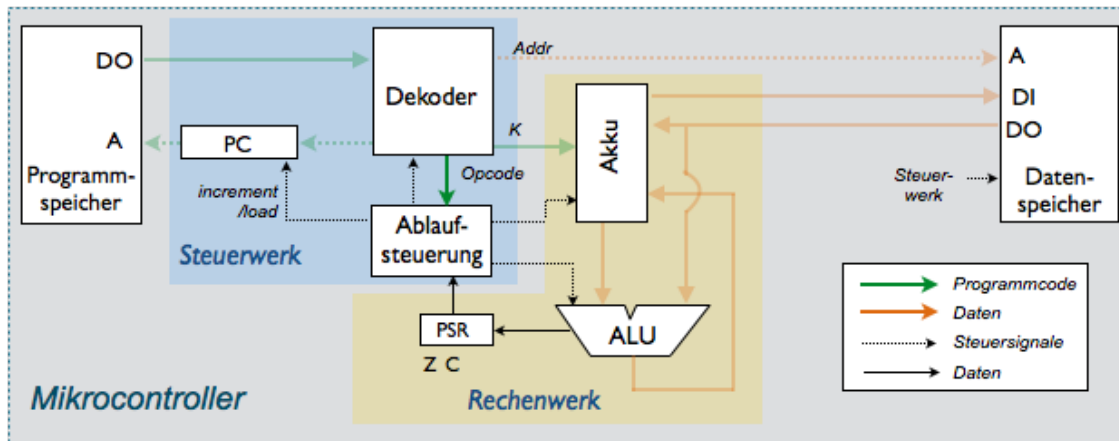 DO
A
Programm-
speicher
PC
increment
/load
Steuerwerk
Dekoder
Opcode
Ablauf-
steuerung
PSR
Z C
Addr
K
Akku
ALU
Rechenwerk
A
DI
DO
Steuer-
werk
Daten-
speicher
Programmcode
Daten
Steuersignale
Daten
Mikrocontroller